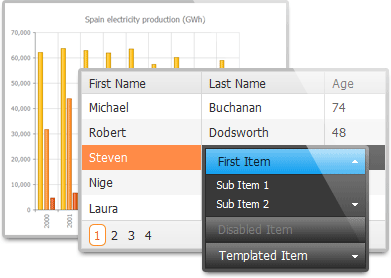 Spain electricity production (GWh)
70,000
60,000
50,000
40,000
30,000
20,000
10,000
0
2000
2001
First Name Last Name Age
Michael Buchanan 74
Robert Dodsworth 48
Steven
Nige
Laura
1 2 3 4
First Item
Sub Item 1
Sub Item 2
Disabled Item
Templated Item